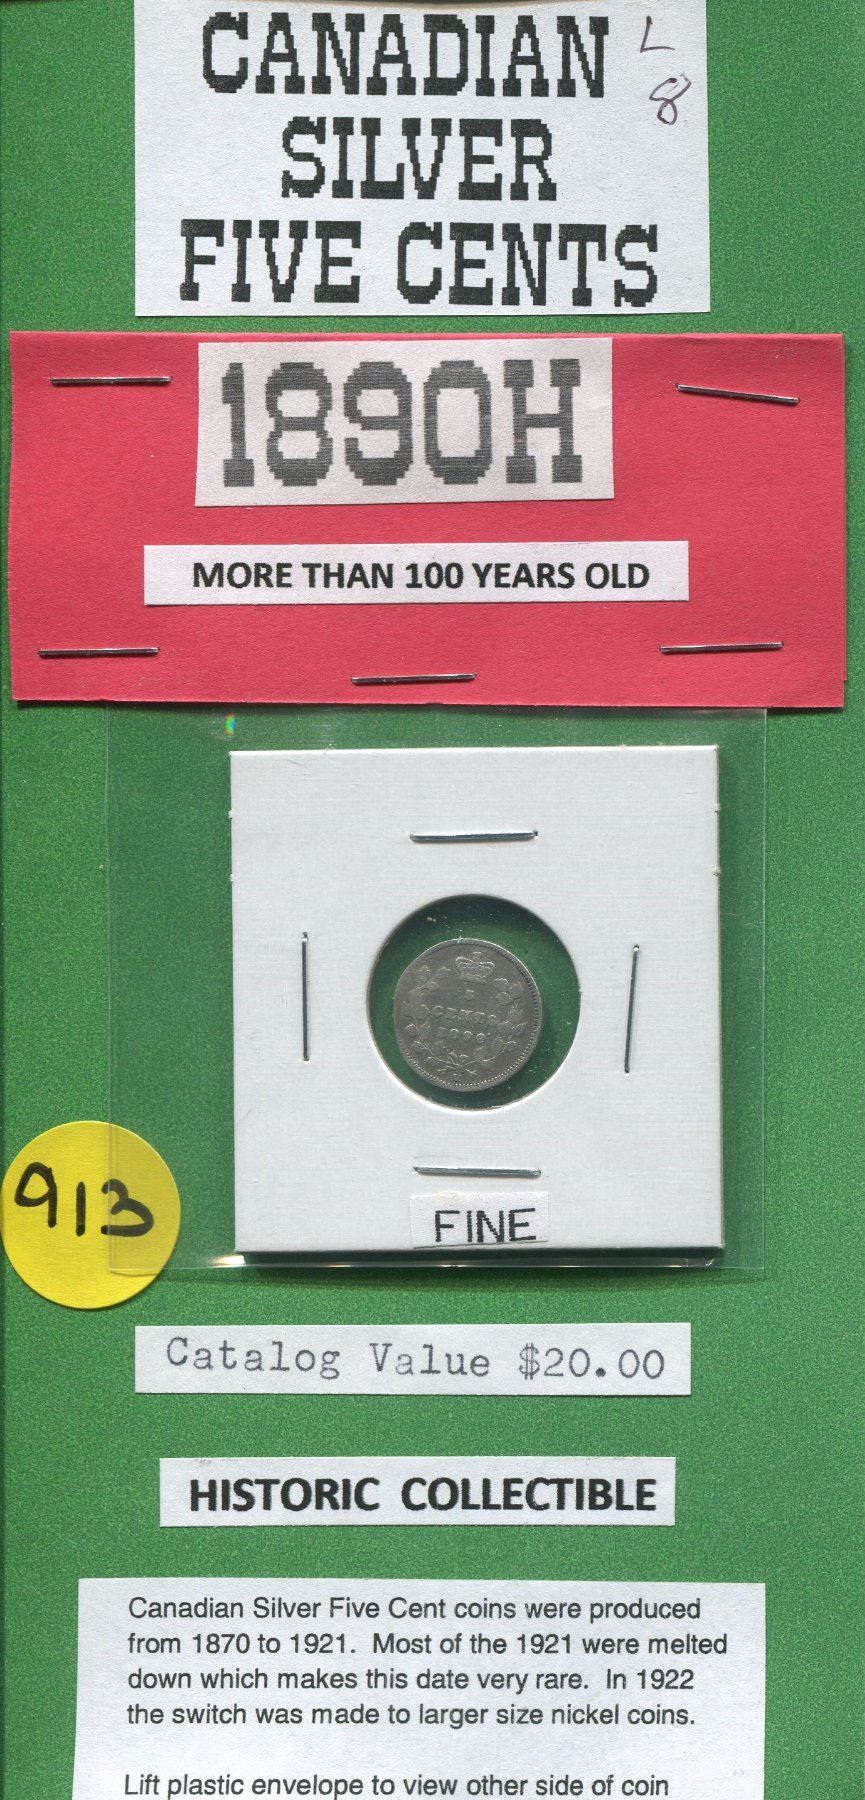 CANADIAN
SILVER
FIVE CENTS
L
8
1890H
MORE THAN 100 YEARS OLD
5
CENTS
1890
913
FINE
Catalog Value $20.00
HISTORIC COLLECTIBLE
Canadian Silver Five Cent coins were produced
from 1870 to 1921. Most of the 1921 were melted
down which makes this date very rare. In 1922
the switch was made to larger size nickel coins.
Lift plastic envelope to view other side of coin